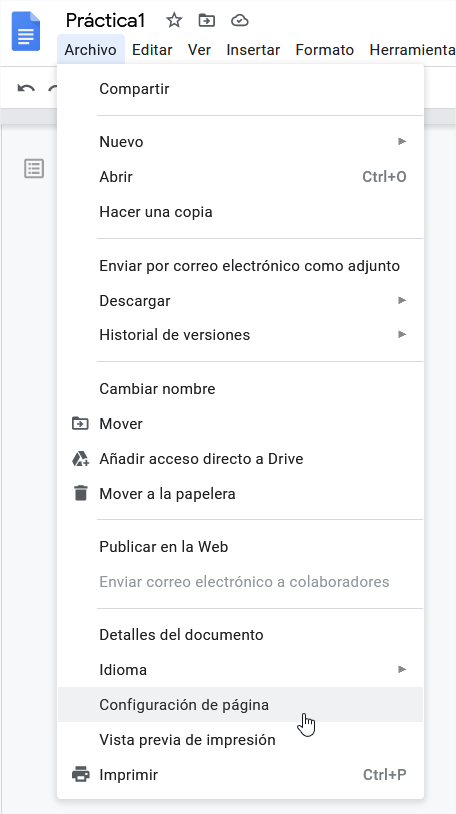 Práctica1
Archivo Editar Ver Insertar Formato Herramienta
Compartir
Nuevo
Abrir Ctrl+O
Hacer una copia
Enviar por correo electrónico como adjunto
Descargar
Historial de versiones
Cambiar nombre
Mover
Añadir acceso directo a Drive
Mover a la papelera
Publicar en la Web
Enviar correo electrónico a colaboradores
Detalles del documento
Idioma
Configuración de página
Vista previa de impresión
Imprimir Ctrl+P